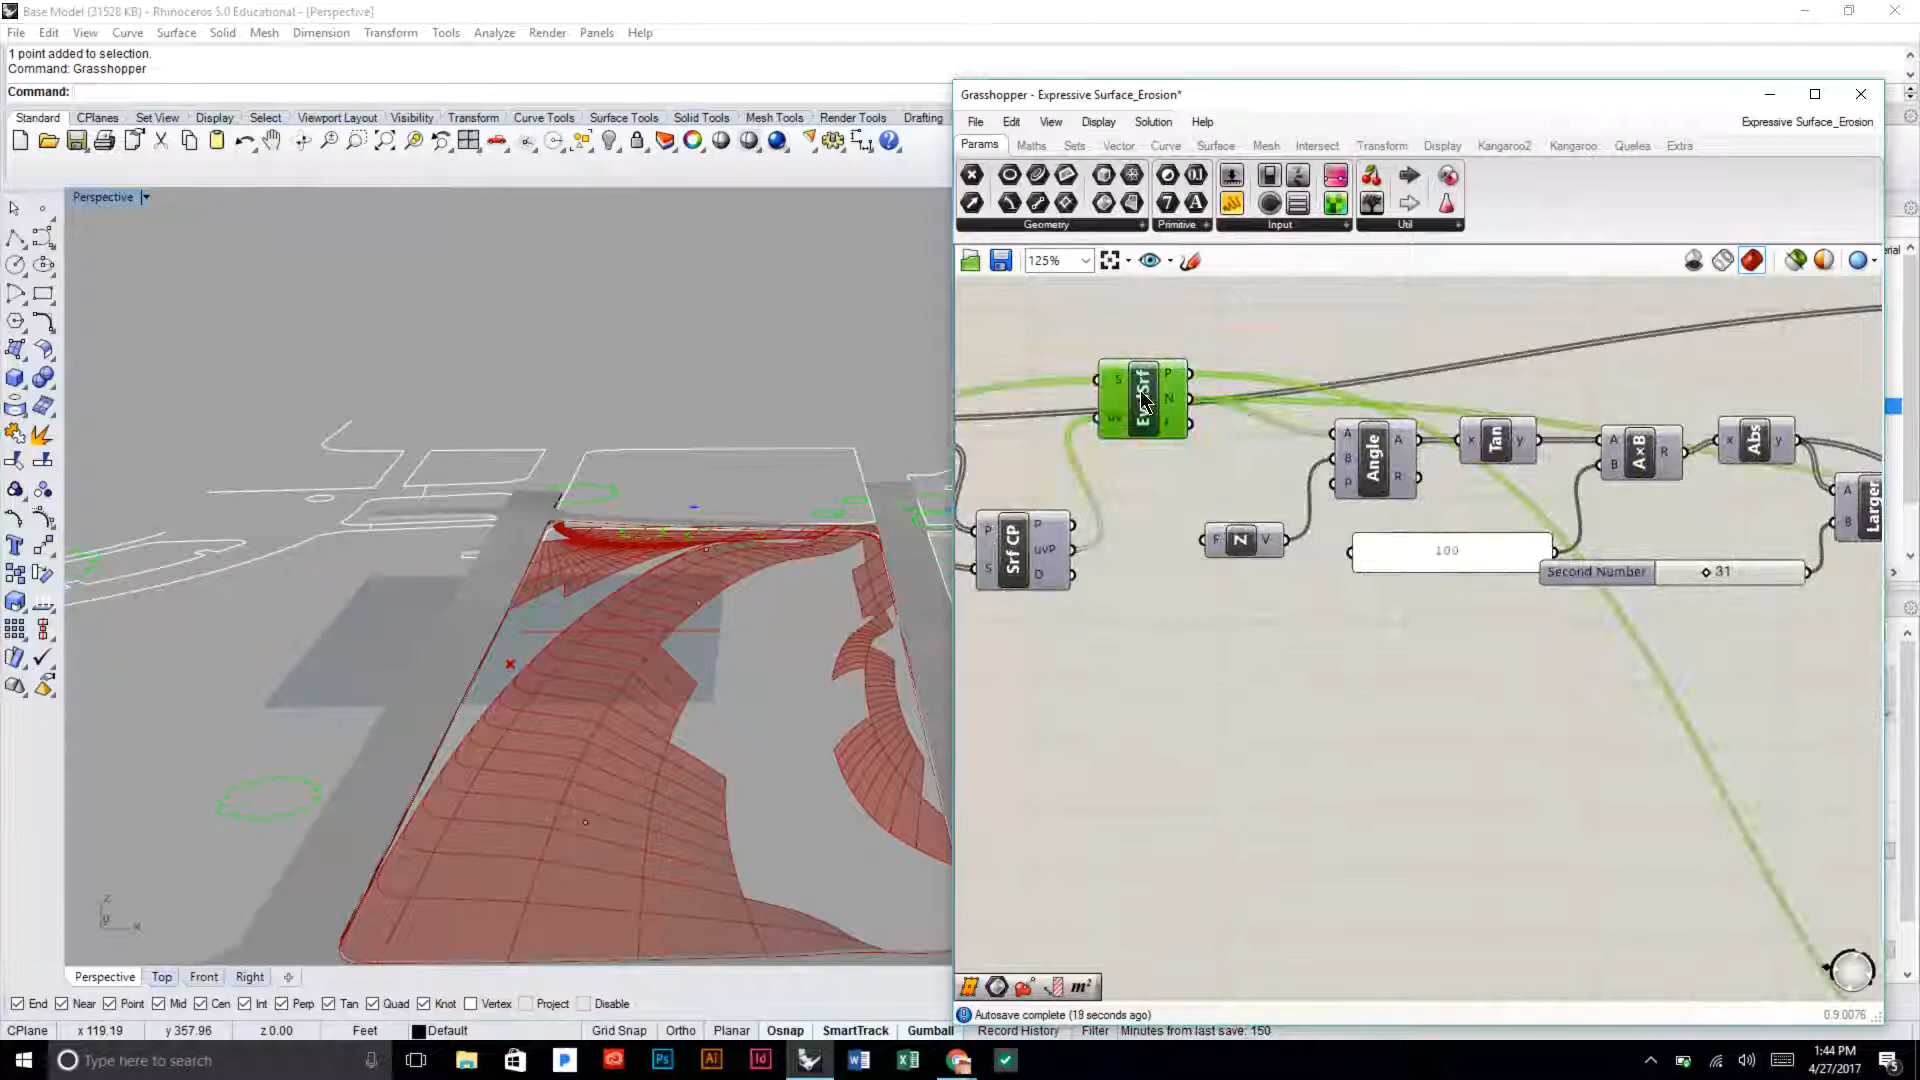 Base Model (31528 KB) - Rhinoceros 5.0 Educational - [Perspective]
File Edit View Curve Surface Solid Mesh Dimension Transform Tools Analyze Render Panels Help
1 point added to selection.
Command: Grasshopper
Command:
Standard CPlanes Set View Display Select Viewport Layout Visibility Transform Curve Tools Surface Tools Solid Tools Mesh Tools Render Tools Drafting
Perspective
Grasshopper - Expressive Surface_Erosion*
File Edit View Display Solution Help
Expressive Surface_Erosion
Params Maths Sets Vector Curve Surface Mesh Intersect Transform Display Kangaroo2 Kangaroo Quelea Extra
Geometry Primitive Input Util
125%
S P
N
uv F
A A
B
P R
Angle
x Tan y
A A×B R
B
x Abs y
A Larger
B
P Srf CP P
uvP
S D
F Z V
100
Second Number 31
z
y
x
Perspective Top Front Right
End Near Point Mid Cen Int Perp Tan Quad Knot Vertex Project Disable
m²
Autosave complete (19 seconds ago)
0.9.0076
CPlane x 119.19 y 357.96 z 0.00 Feet Default Grid Snap Ortho Planar Osnap SmartTrack Gumball Record History Filter Minutes from last save: 150
Type here to search
1:44 PM
4/27/2017
5